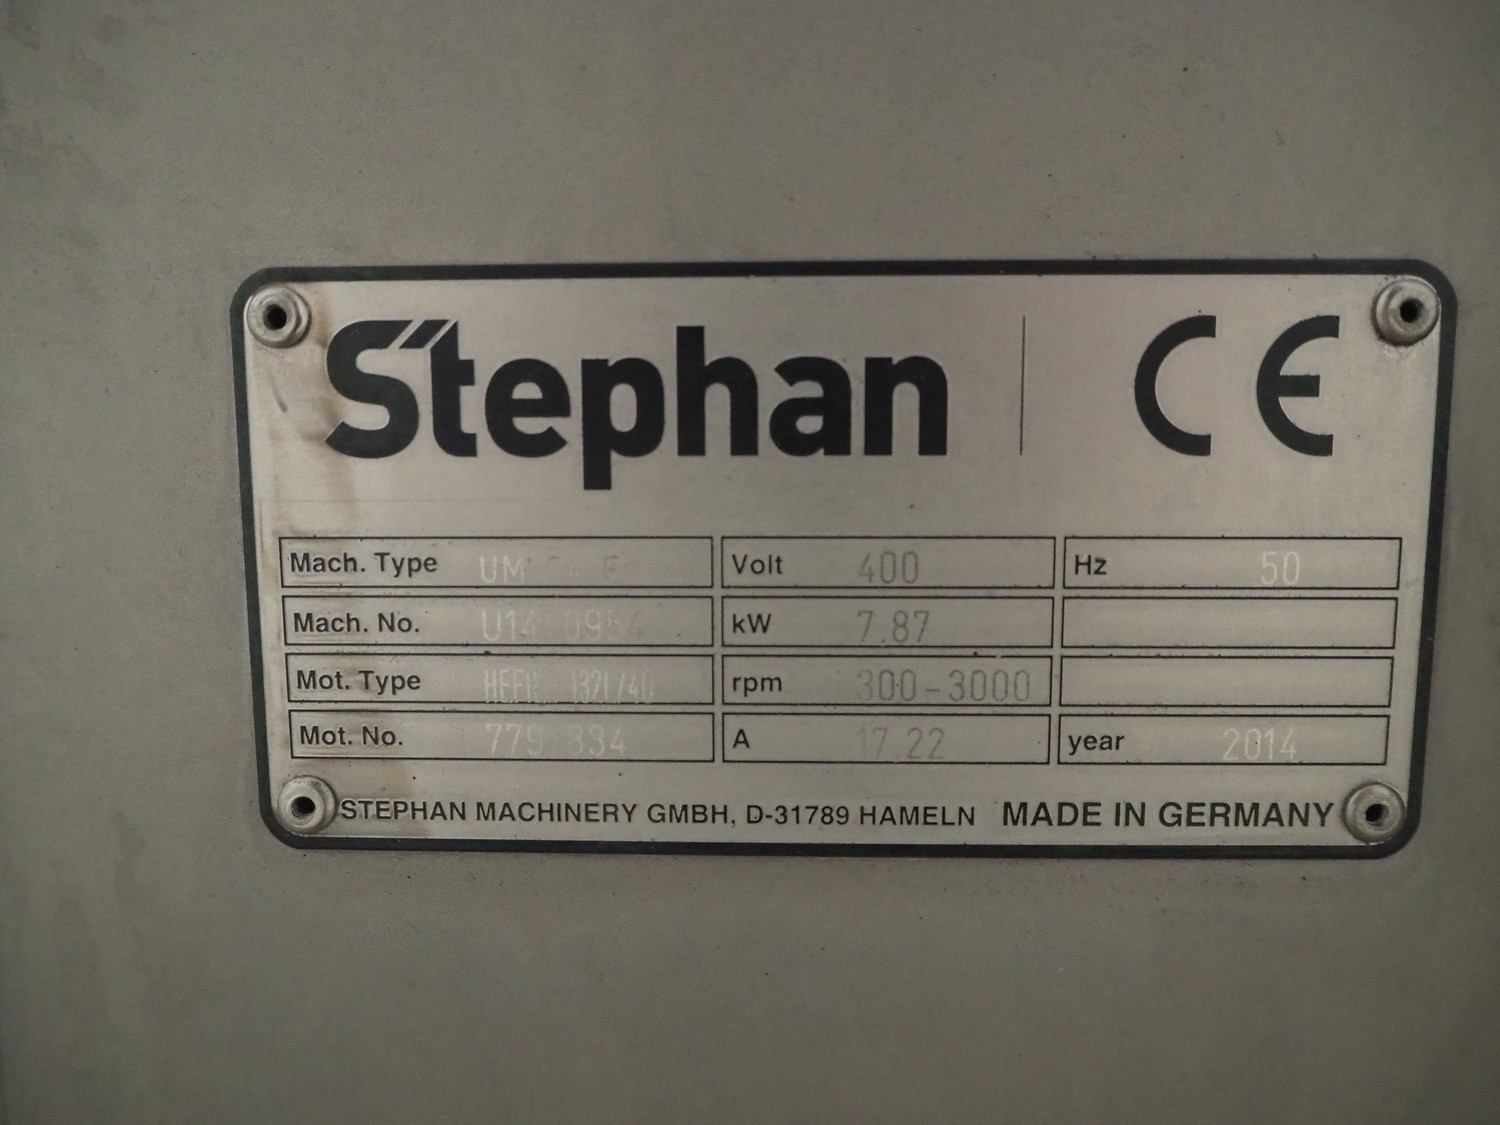 Stephan CE
Mach. Type UM Volt 400 Hz 50
Mach. No. kW 7.87
Mot. Type rpm 300-3000
Mot. No. A 17.22 year 2014
STEPHAN MACHINERY GMBH, D-31789 HAMELN MADE IN GERMANY